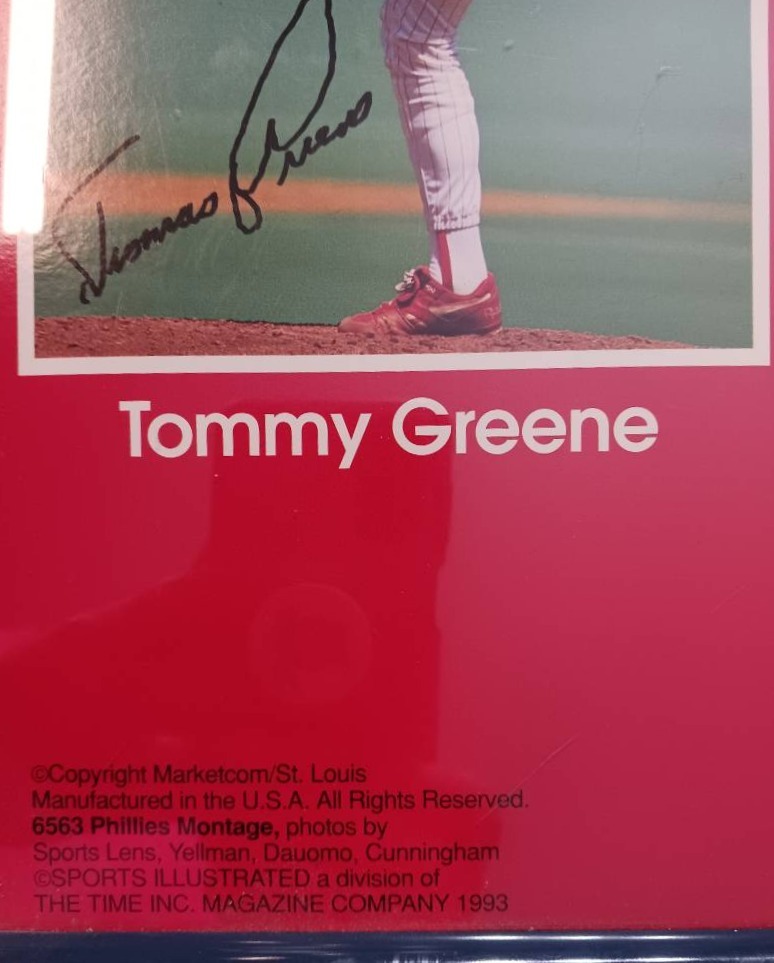 Tommy Greene
©Copyright Marketcom/St. Louis
Manufactured in the U.S.A. All Rights Reserved.
6563 Phillies Montage, photos by
Sports Lens, Yellman, Dauomo, Cunningham
©SPORTS ILLUSTRATED a division of
THE TIME INC. MAGAZINE COMPANY 1993